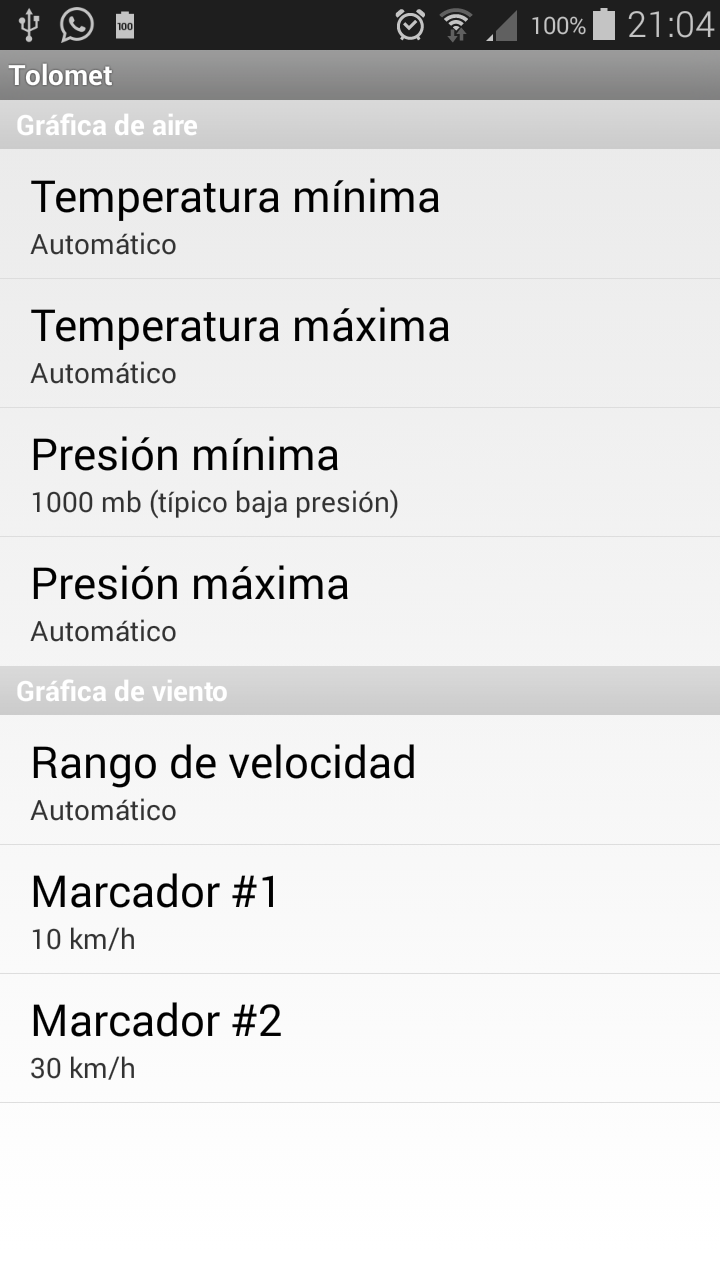 100 100% 21:04
Tolomet
Gráfica de aire
Temperatura mínima
Automático
Temperatura máxima
Automático
Presión mínima
1000 mb (típico baja presión)
Presión máxima
Automático
Gráfica de viento
Rango de velocidad
Automático
Marcador #1
10 km/h
Marcador #2
30 km/h